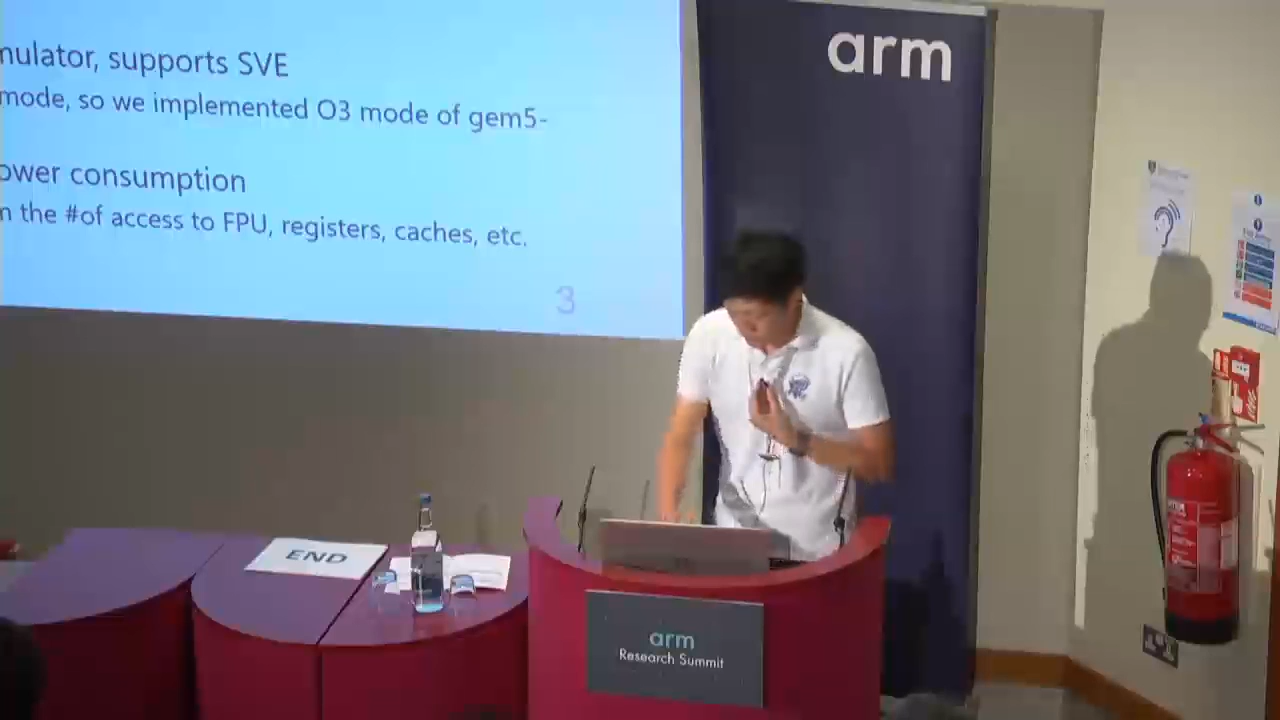 mulator, supports SVE
mode, so we implemented O3 mode of gem5-
ower consumption
n the #of access to FPU, registers, caches, etc.
3
arm
END
arm
Research Summit